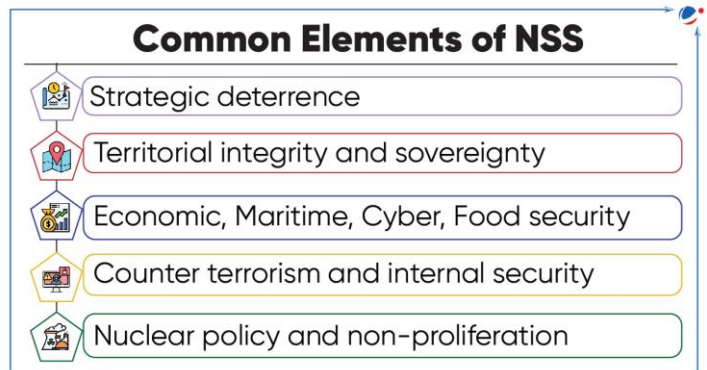 Common Elements of NSS
Strategic deterrence
Territorial integrity and sovereignty
Economic, Maritime, Cyber, Food security
Counter terrorism and internal security
Nuclear policy and non-proliferation